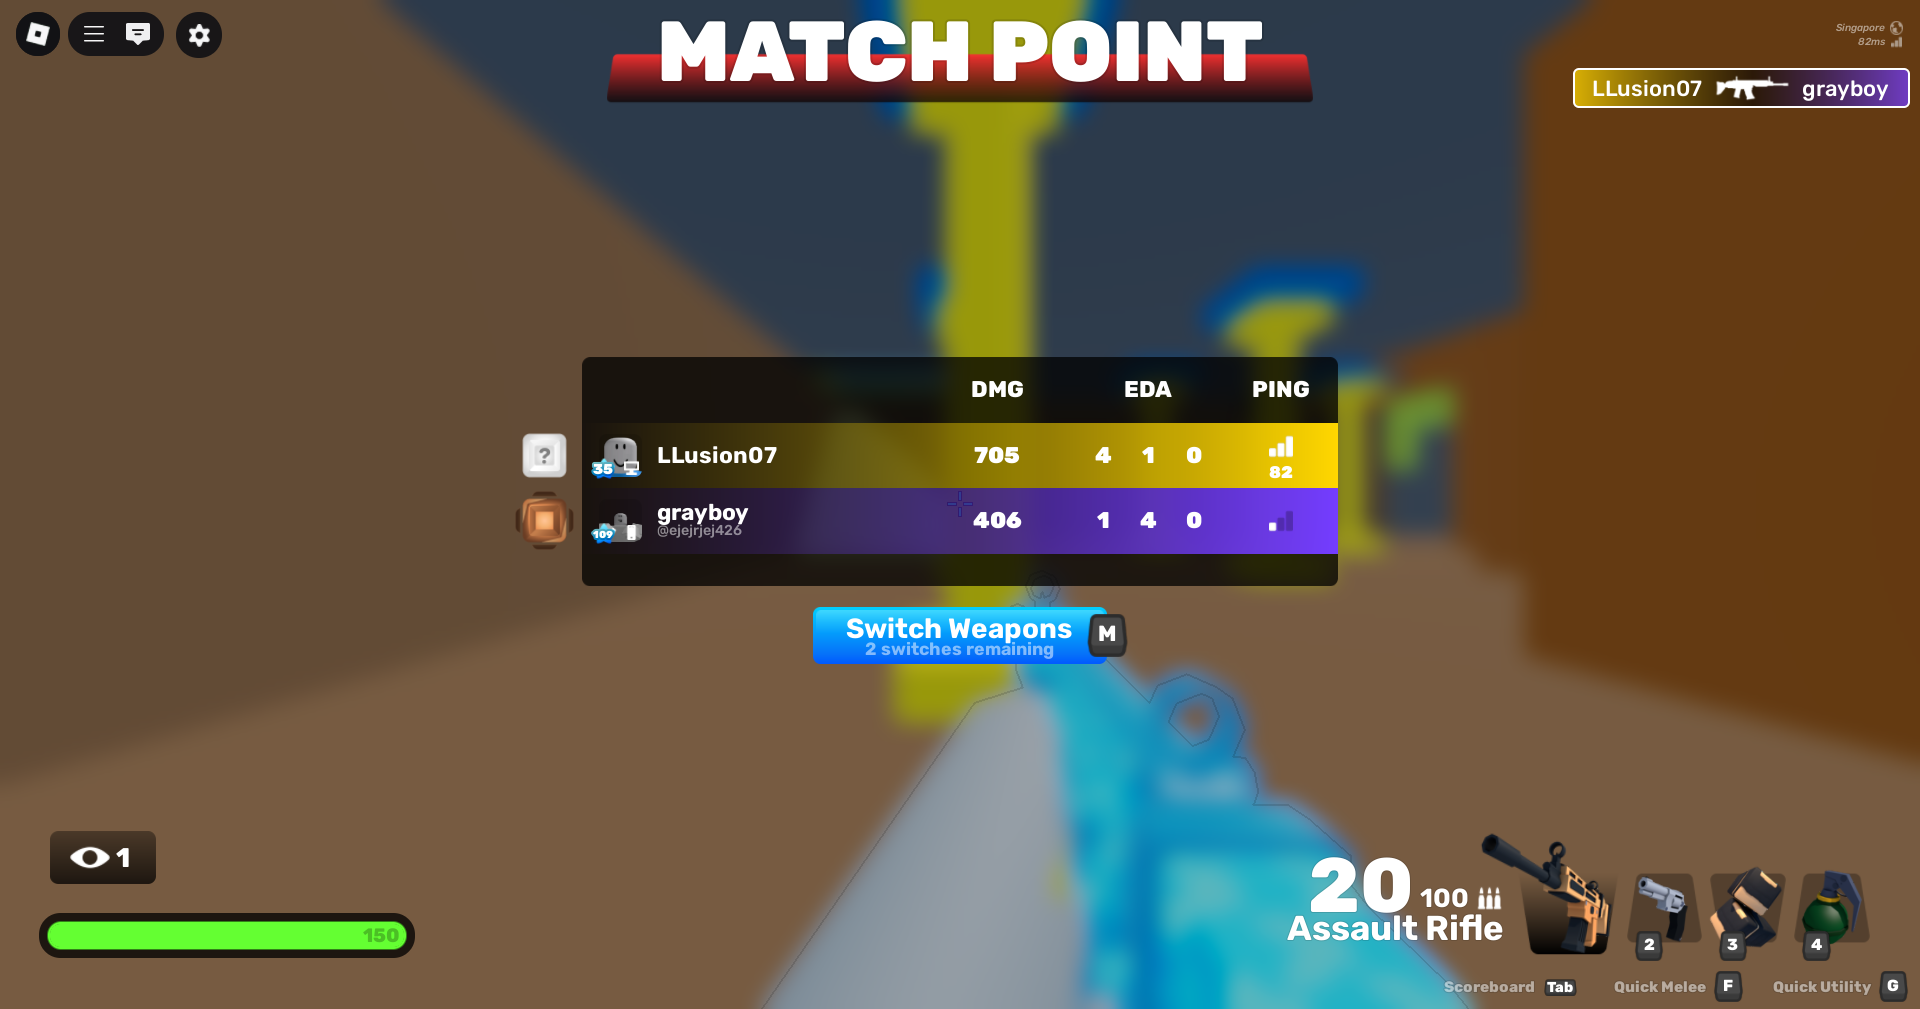 MATCH POINT
Singapore
82ms
LLusion07 grayboy
DMG EDA PING
? 35 LLusion07 705 4 1 0 82
109 grayboy 406 1 4 0
@ejejrjej426
Switch Weapons M
2 switches remaining
1
150
20 100
Assault Rifle
2 3 4
Scoreboard Tab Quick Melee F Quick Utility G